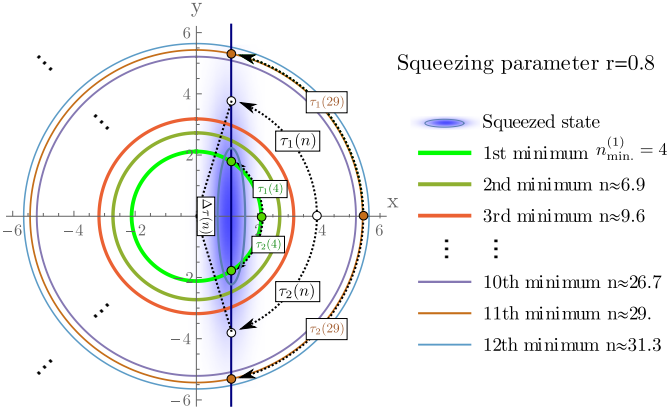 y
x
6
4
2
−2
−4
−6
−6
−4
−2
2
4
6
τ₁(29)
τ₁(n)
τ₁(4)
Δτ(n)
τ₂(4)
τ₂(n)
τ₂(29)
Squeezing parameter r=0.8
Squeezed state
1st minimum n_min.^(1) = 4
2nd minimum n≈6.9
3rd minimum n≈9.6
10th minimum n≈26.7
11th minimum n≈29.
12th minimum n≈31.3